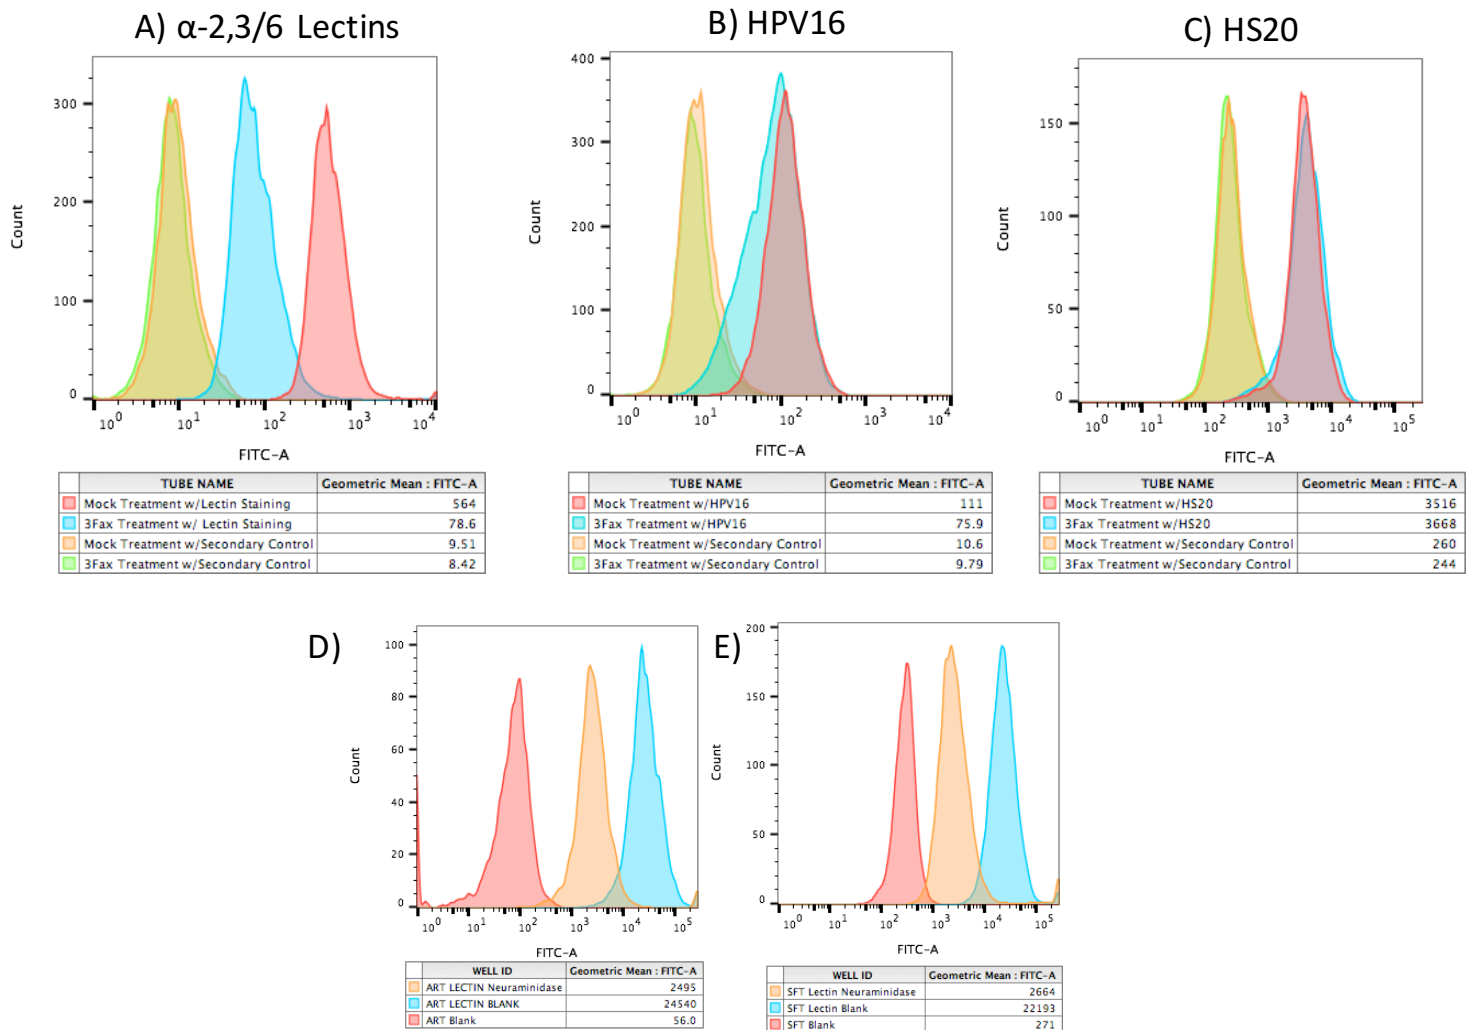 A) α-2,3/6 Lectins
B) HPV16
C) HS20
300
200
100
0
Count
10^0 10^1 10^2 10^3 10^4
FITC-A
400
300
200
100
0
Count
10^0 10^1 10^2 10^3 10^4
FITC-A
150
100
50
0
Count
10^0 10^1 10^2 10^3 10^4 10^5
FITC-A
TUBE NAME Geometric Mean : FITC-A
Mock Treatment w/Lectin Staining 564
3Fax Treatment w/ Lectin Staining 78.6
Mock Treatment w/Secondary Control 9.51
3Fax Treatment w/Secondary Control 8.42
TUBE NAME Geometric Mean : FITC-A
Mock Treatment w/HPV16 111
3Fax Treatment w/HPV16 75.9
Mock Treatment w/Secondary Control 10.6
3Fax Treatment w/Secondary Control 9.79
TUBE NAME Geometric Mean : FITC-A
Mock Treatment w/HS20 3516
3Fax Treatment w/HS20 3668
Mock Treatment w/Secondary Control 260
3Fax Treatment w/Secondary Control 244
D)
100
80
60
40
20
0
Count
10^0 10^1 10^2 10^3 10^4 10^5
FITC-A
WELL ID Geometric Mean : FITC-A
ART LECTIN Neuraminidase 2495
ART LECTIN BLANK 24540
ART Blank 56.0
E)
200
150
100
50
0
Count
10^0 10^1 10^2 10^3 10^4 10^5
FITC-A
WELL ID Geometric Mean : FITC-A
SFT Lectin Neuraminidase 2664
SFT Lectin Blank 22193
SFT Blank 271